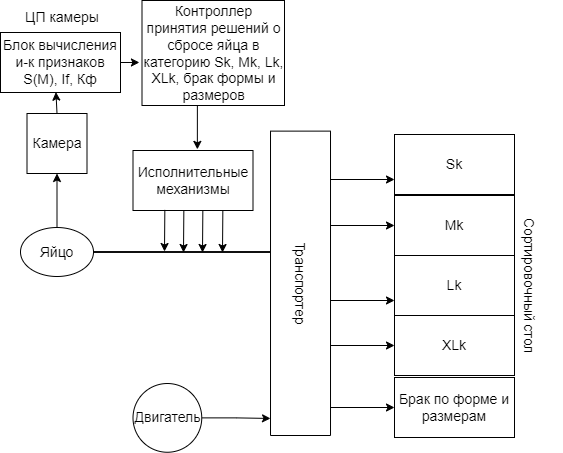 ЦП камеры
Блок вычисления
и-к признаков
S(M), If, Кф
Контроллер
принятия решений о
сбросе яйца в
категорию Sk, Mk, Lk,
XLk, брак формы и
размеров
Камера
Исполнительные
механизмы
Яйцо
Транспортер
Двигатель
Sk
Mk
Lk
XLk
Брак по форме и
размерам
Сортировочный стол